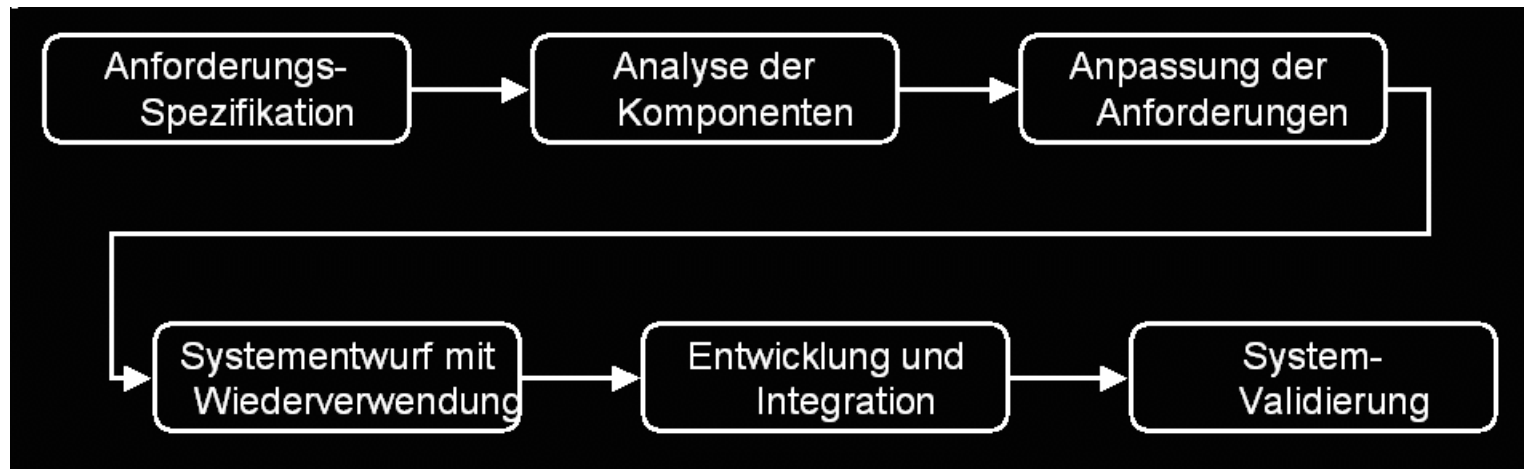 Anforderungs-
Spezifikation
Analyse der
Komponenten
Anpassung der
Anforderungen
Systementwurf mit
Wiederverwendung
Entwicklung und
Integration
System-
Validierung